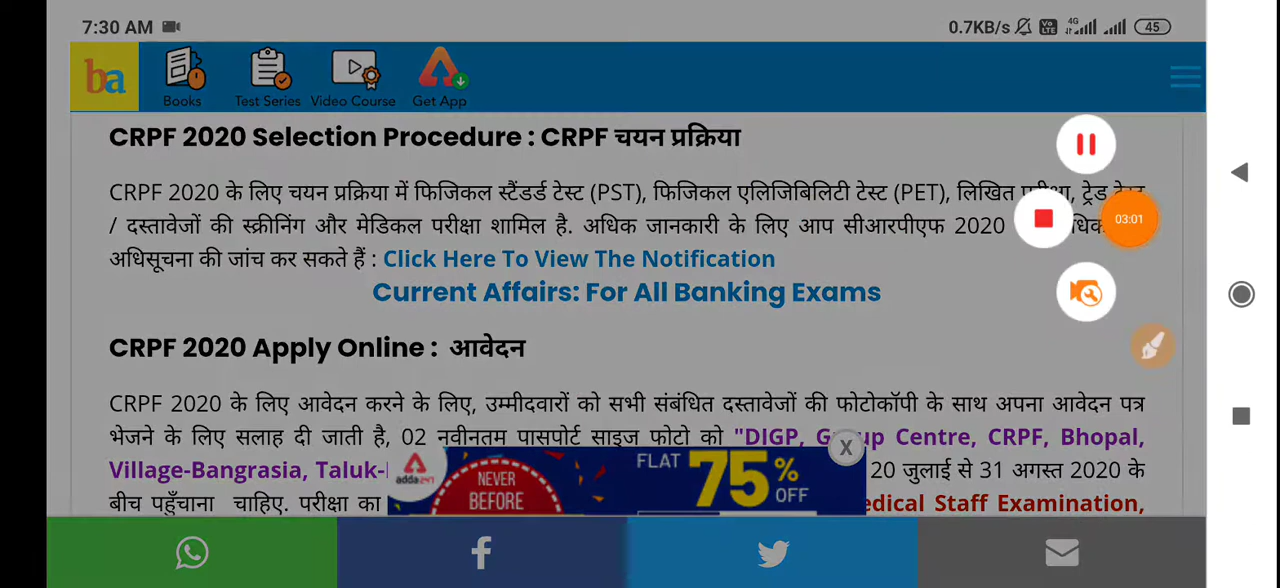 7:30 AM
0.7KB/s
Vo LTE
4G
45
ba
Books
Test Series
Video Course
Get App
CRPF 2020 Selection Procedure : CRPF चयन प्रक्रिया
CRPF 2020 के लिए चयन प्रक्रिया में फिजिकल स्टैंडर्ड टेस्ट (PST), फिजिकल एलिजिबिलिटी टेस्ट (PET), लिखित ट्रेड
/ दस्तावेजों की स्क्रीनिंग और मेडिकल परीक्षा शामिल है. अधिक जानकारी के लिए आप सीआरपीएफ 2020
03:01
अधिसूचना की जांच कर सकते हैं : Click Here To View The Notification
Current Affairs: For All Banking Exams
CRPF 2020 Apply Online : आवेदन
CRPF 2020 के लिए आवेदन करने के लिए, उम्मीदवारों को सभी संबंधित दस्तावेजों की फोटोकॉपी के साथ अपना आवेदन पत्र
भेजने के लिए सलाह दी जाती है, 02 नवीनतम पासपोर्ट साइज फोटो को "DIGP, Centre, CRPF, Bhopal,
X
Village-Bangrasia, Taluk- 20 जुलाई से 31 अगस्त 2020 के
बीच पहुँचाना चाहिए. परीक्षा का Staff Examination,
adda247
NEVER
BEFORE
FLAT 75% OFF